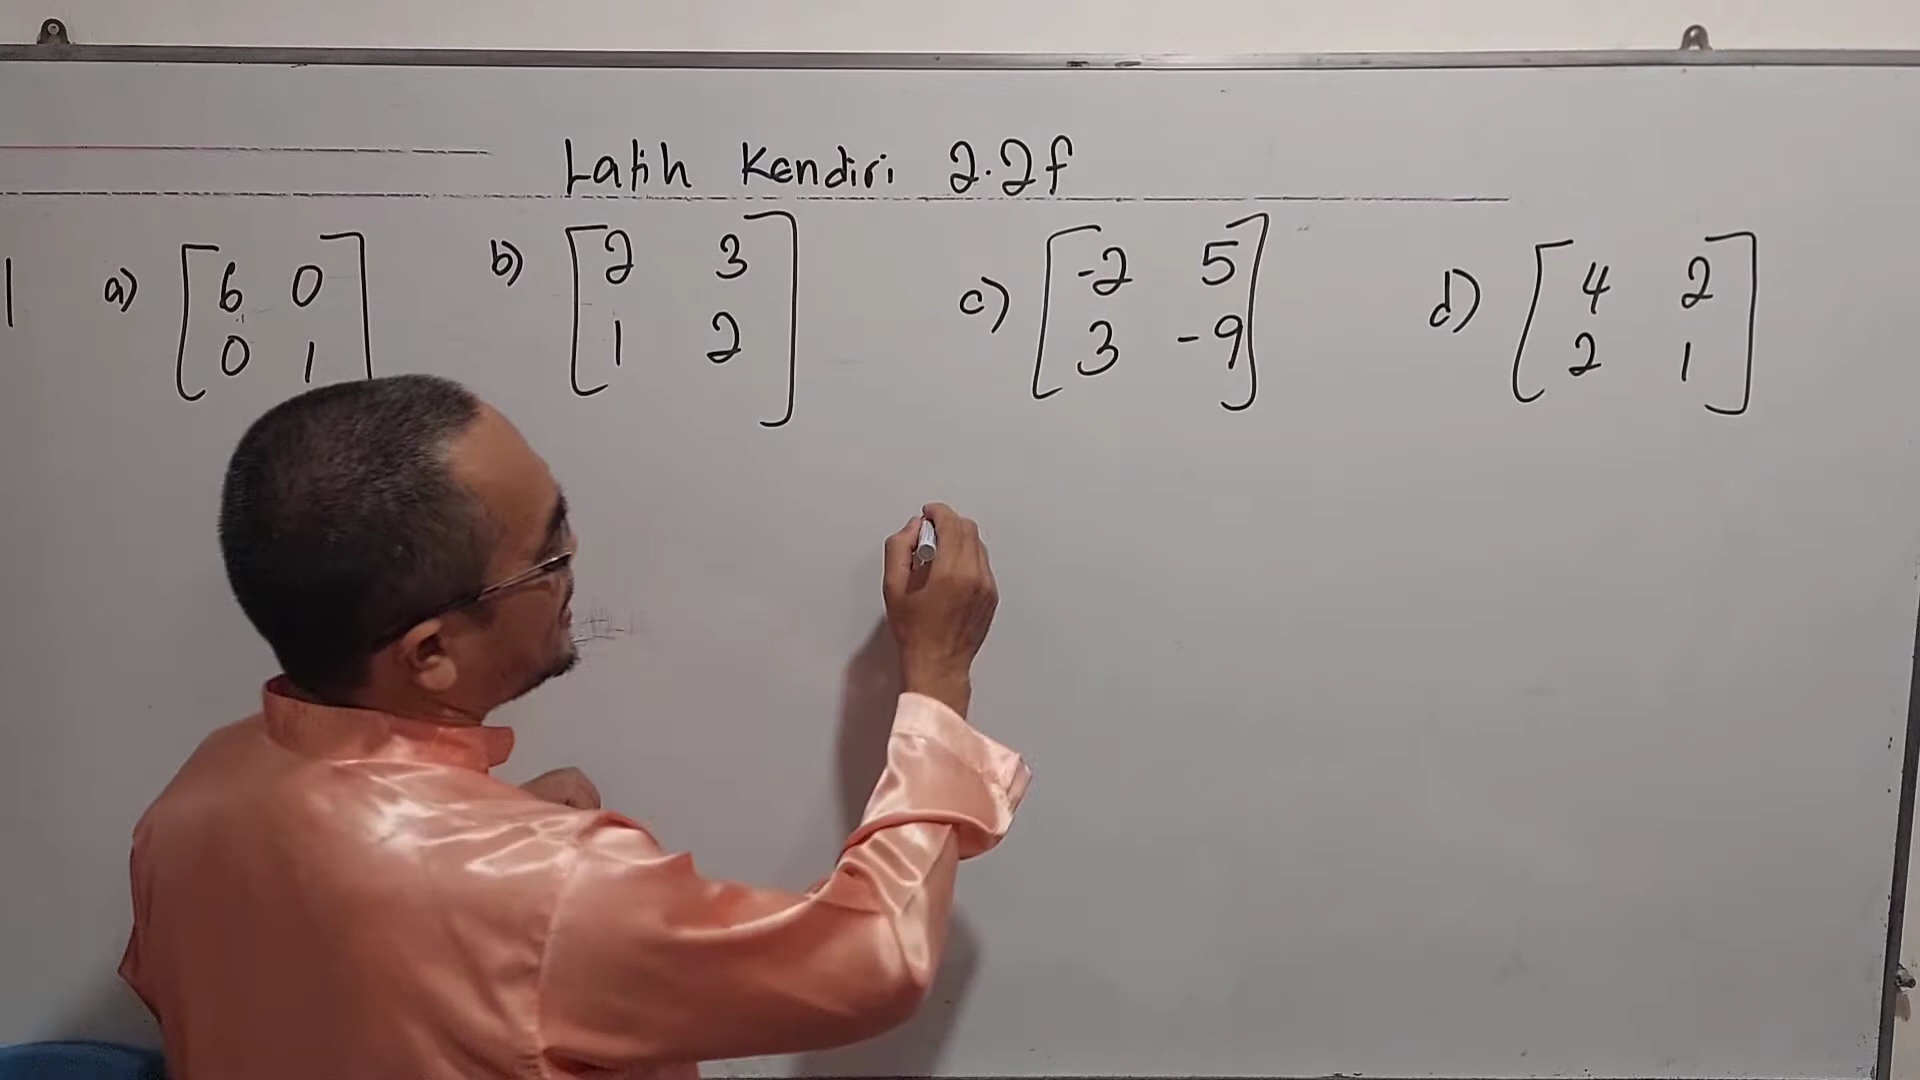 Latih Kendiri 2.2f
1 a) [6 0 b) [2 3 c) [-2 5 d) [4 2
0 1] 1 2] 3 -9] 2 1]